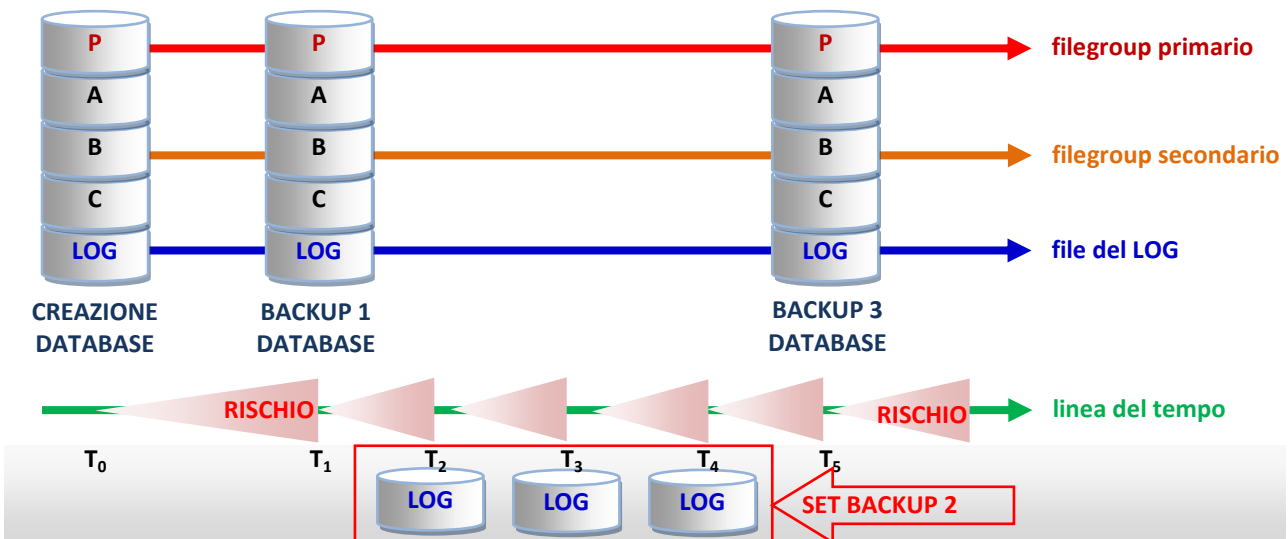 P P P filegroup primario
A A A
B B B filegroup secondario
C C C
LOG LOG LOG file del LOG
CREAZIONE DATABASE
BACKUP 1 DATABASE
BACKUP 3 DATABASE
RISCHIO RISCHIO linea del tempo
T0 T1 T2 T3 T4 T5
LOG LOG LOG SET BACKUP 2